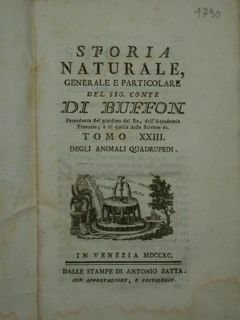 1790
STORIA
NATURALE,
GENERALE E PARTICOLARE
DEL SIG. CONTE
DI BUFFON
Intendente del giardino del Re, dell'Accademia
Francese, e di quella delle Scienze ec.
TOMO XXIII.
DEGLI ANIMALI QUADRUPEDI.
IN VENEZIA MDCCXC.
DALLE STAMPE DI ANTONIO ZATTA.
CON APPROVAZIONE, E PRIVILEGIO.